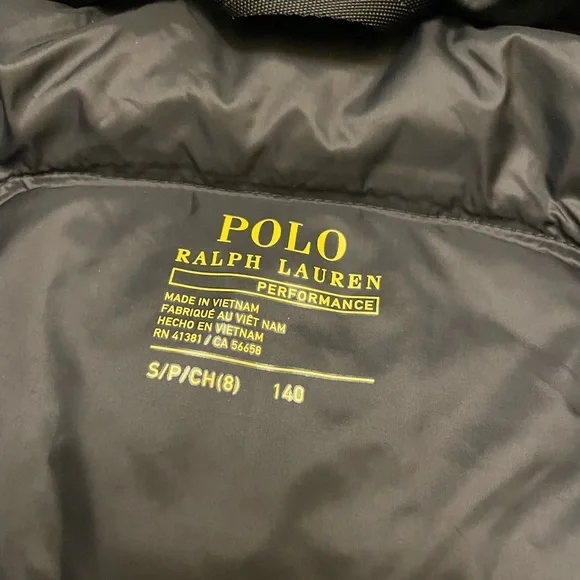 POLO
RALPH LAUREN
PERFORMANCE
MADE IN VIETNAM
FABRIQUÉ AU VIÊT NAM
HECHO EN VIETNAM
RN 41381 / CA 56658
S/P/CH(8) 140